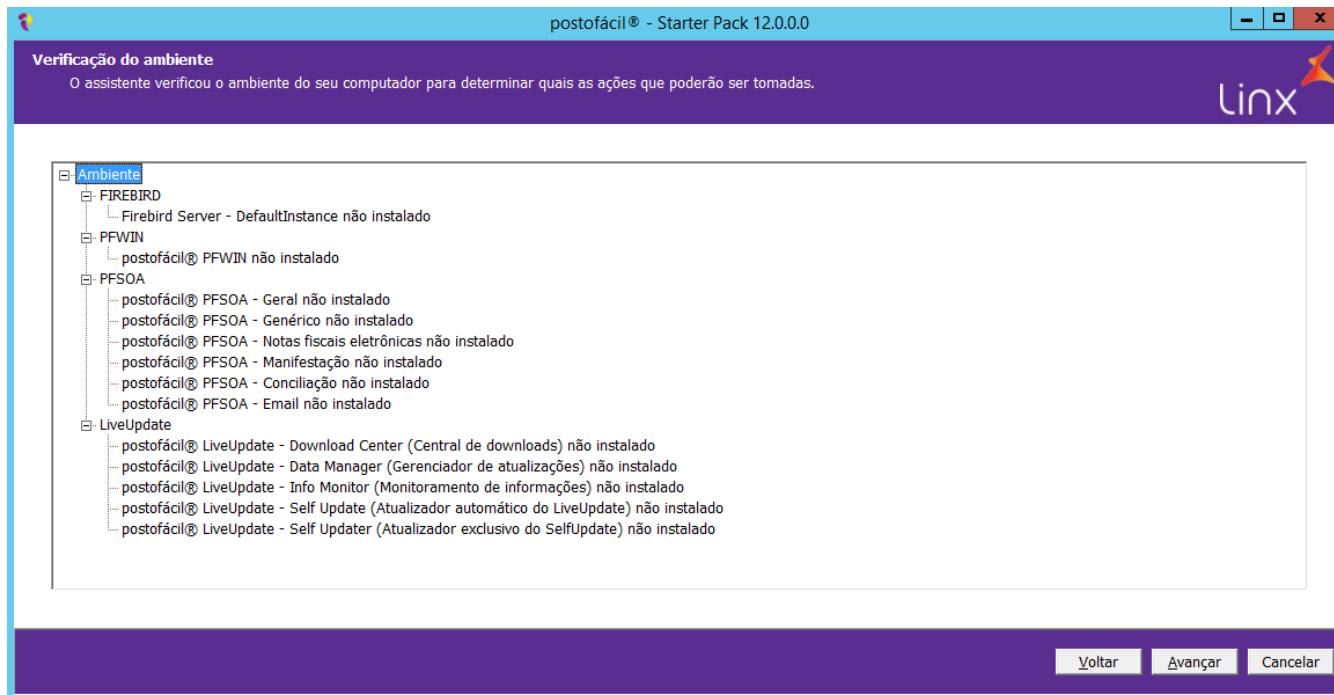 postofácil® - Starter Pack 12.0.0.0
Verificação do ambiente
O assistente verificou o ambiente do seu computador para determinar quais as ações que poderão ser tomadas.
Linx
Ambiente
FIREBIRD
Firebird Server - DefaultInstance não instalado
PFWIN
postofácil® PFWIN não instalado
PFSOA
postofácil® PFSOA - Geral não instalado
postofácil® PFSOA - Genérico não instalado
postofácil® PFSOA - Notas fiscais eletrônicas não instalado
postofácil® PFSOA - Manifestação não instalado
postofácil® PFSOA - Conciliação não instalado
postofácil® PFSOA - Email não instalado
LiveUpdate
postofácil® LiveUpdate - Download Center (Central de downloads) não instalado
postofácil® LiveUpdate - Data Manager (Gerenciador de atualizações) não instalado
postofácil® LiveUpdate - Info Monitor (Monitoramento de informações) não instalado
postofácil® LiveUpdate - Self Update (Atualizador automático do LiveUpdate) não instalado
postofácil® LiveUpdate - Self Updater (Atualizador exclusivo do SelfUpdate) não instalado
Voltar Avançar Cancelar